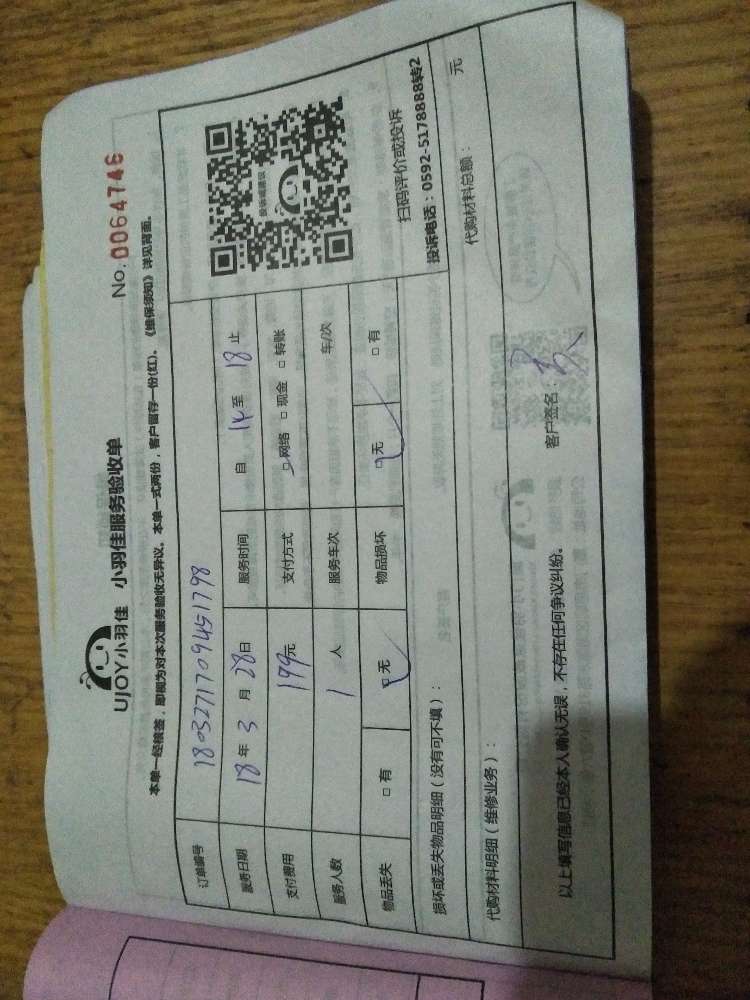 UJOY小羽佳 小羽佳服务验收单
No. 0064746
本单一经核签，即视为对本次服务验收无异议。本单一式两份，客户留存一份(红)。《维保须知》详见背面。
订单编号 180327170945 1798
服务日期 18年3月28日 服务时间 自 14 至 18 止
支付费用 199元 支付方式 □网络 □现金 □转账
服务人数 1 人 服务车次 车/次
物品丢失 □有 □无 物品损坏 □无 □有
投诉或建议
扫码评价或投诉
投诉电话：0592-5178888转2
损坏或丢失物品明细（没有可不填）：
代购材料明细（维修业务）： 代购材料总额： 元
以上填写信息已经本人确认无误，不存在任何争议纠纷。 客户签名：